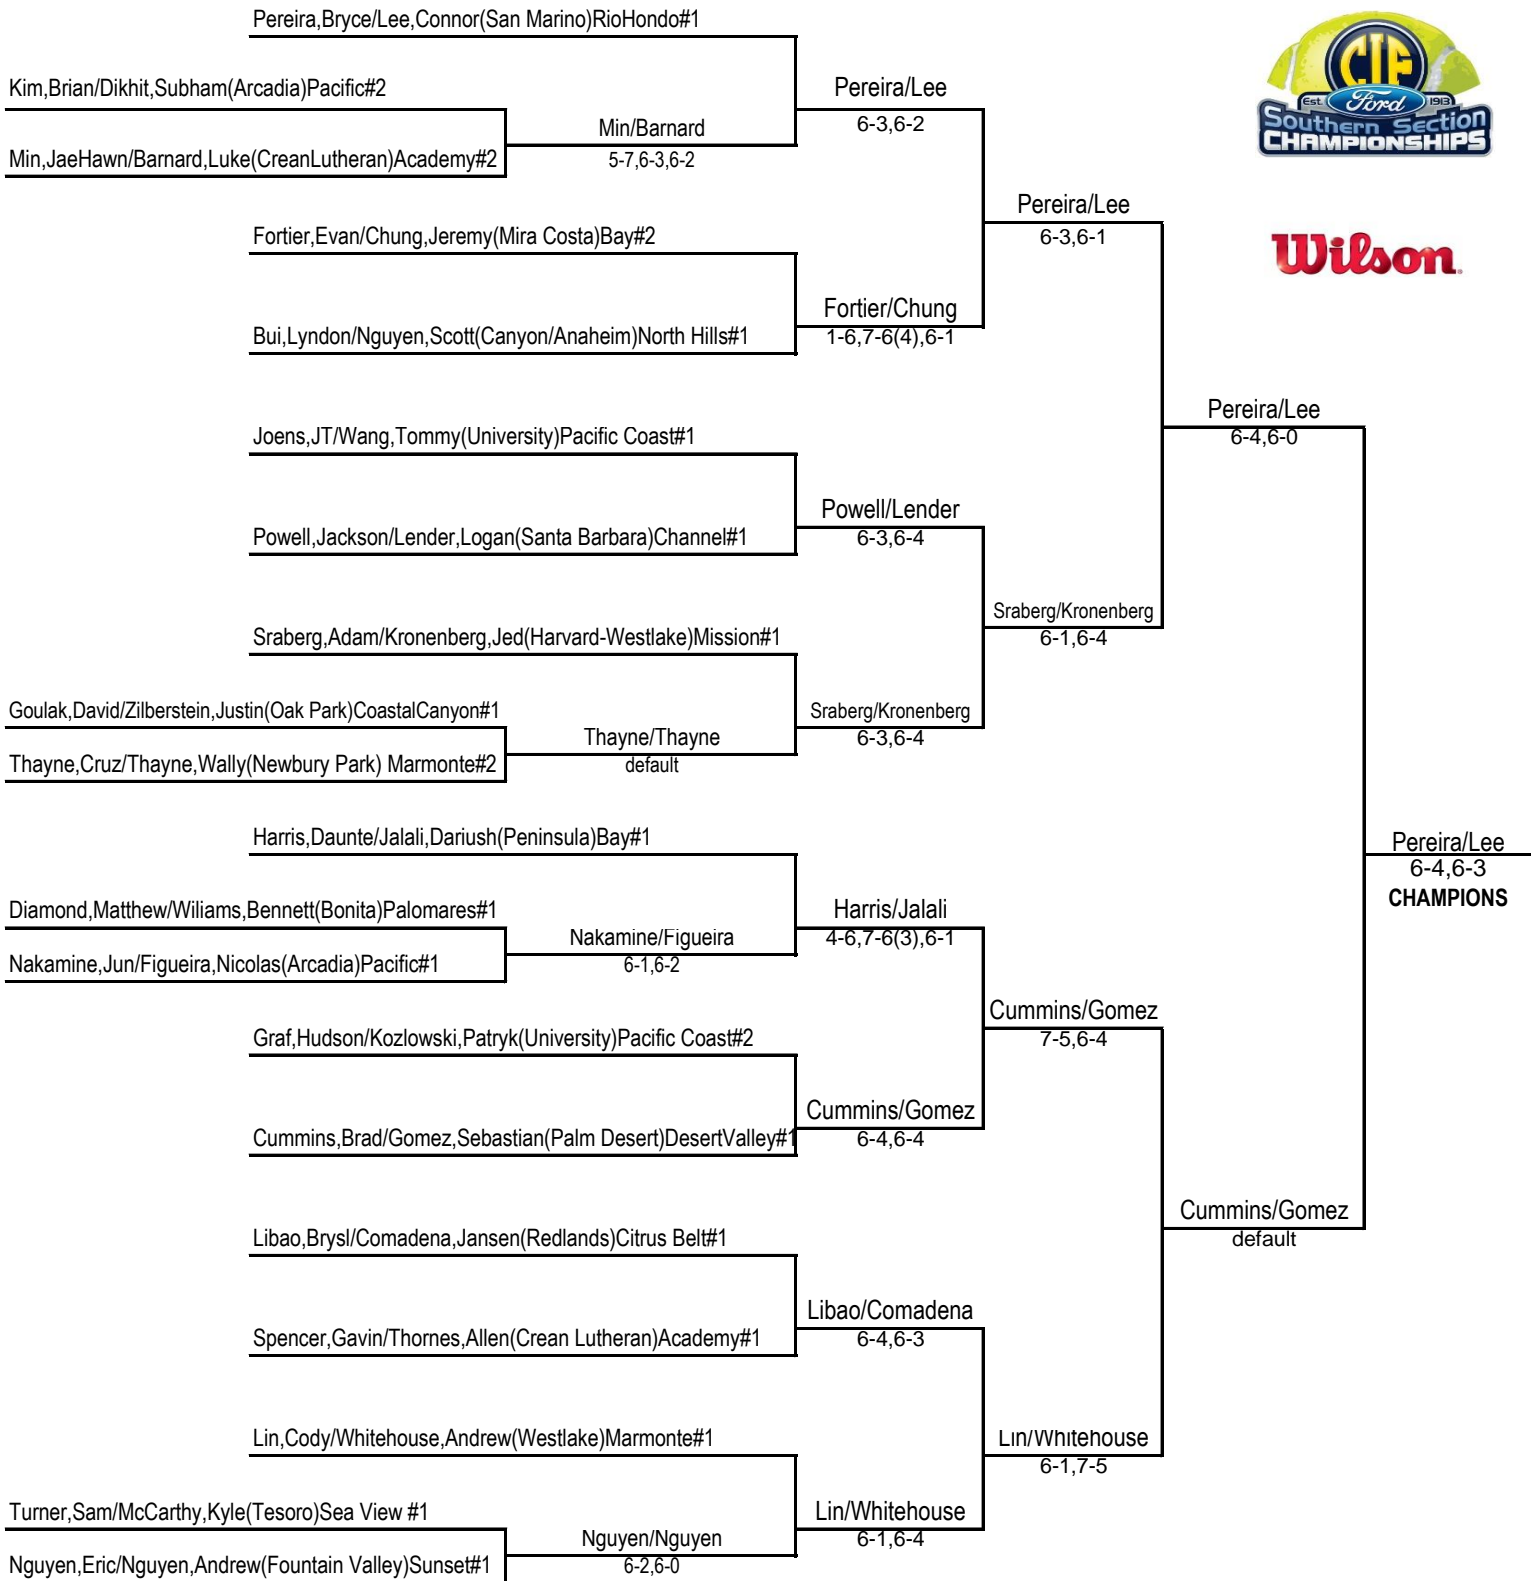 Pereira,Bryce/Lee,Connor(San Marino)RioHondo#1
CIF
Est. Ford 1913
Southern Section
CHAMPIONSHIPS
Kim,Brian/Dikhit,Subham(Arcadia)Pacific#2
Pereira/Lee
6-3,6-2
Min/Barnard
5-7,6-3,6-2
Min,JaeHawn/Barnard,Luke(CreanLutheran)Academy#2
Pereira/Lee
6-3,6-1
Wilson
Fortier,Evan/Chung,Jeremy(Mira Costa)Bay#2
Fortier/Chung
1-6,7-6(4),6-1
Bui,Lyndon/Nguyen,Scott(Canyon/Anaheim)North Hills#1
Pereira/Lee
6-4,6-0
Joens,JT/Wang,Tommy(University)Pacific Coast#1
Powell/Lender
6-3,6-4
Powell,Jackson/Lender,Logan(Santa Barbara)Channel#1
Sraberg/Kronenberg
6-1,6-4
Sraberg,Adam/Kronenberg,Jed(Harvard-Westlake)Mission#1
Goulak,David/Zilberstein,Justin(Oak Park)CoastalCanyon#1
Sraberg/Kronenberg
6-3,6-4
Thayne/Thayne
default
Thayne,Cruz/Thayne,Wally(Newbury Park) Marmonte#2
Harris,Daunte/Jalali,Dariush(Peninsula)Bay#1
Pereira/Lee
6-4,6-3
CHAMPIONS
Diamond,Matthew/Wiliams,Bennett(Bonita)Palomares#1
Harris/Jalali
4-6,7-6(3),6-1
Nakamine/Figueira
6-1,6-2
Nakamine,Jun/Figueira,Nicolas(Arcadia)Pacific#1
Cummins/Gomez
7-5,6-4
Graf,Hudson/Kozlowski,Patryk(University)Pacific Coast#2
Cummins/Gomez
6-4,6-4
Cummins,Brad/Gomez,Sebastian(Palm Desert)DesertValley#1
Cummins/Gomez
default
Libao,Brysl/Comadena,Jansen(Redlands)Citrus Belt#1
Libao/Comadena
6-4,6-3
Spencer,Gavin/Thornes,Allen(Crean Lutheran)Academy#1
Lin,Cody/Whitehouse,Andrew(Westlake)Marmonte#1
Lin/Whitehouse
6-1,7-5
Turner,Sam/McCarthy,Kyle(Tesoro)Sea View #1
Lin/Whitehouse
6-1,6-4
Nguyen/Nguyen
6-2,6-0
Nguyen,Eric/Nguyen,Andrew(Fountain Valley)Sunset#1